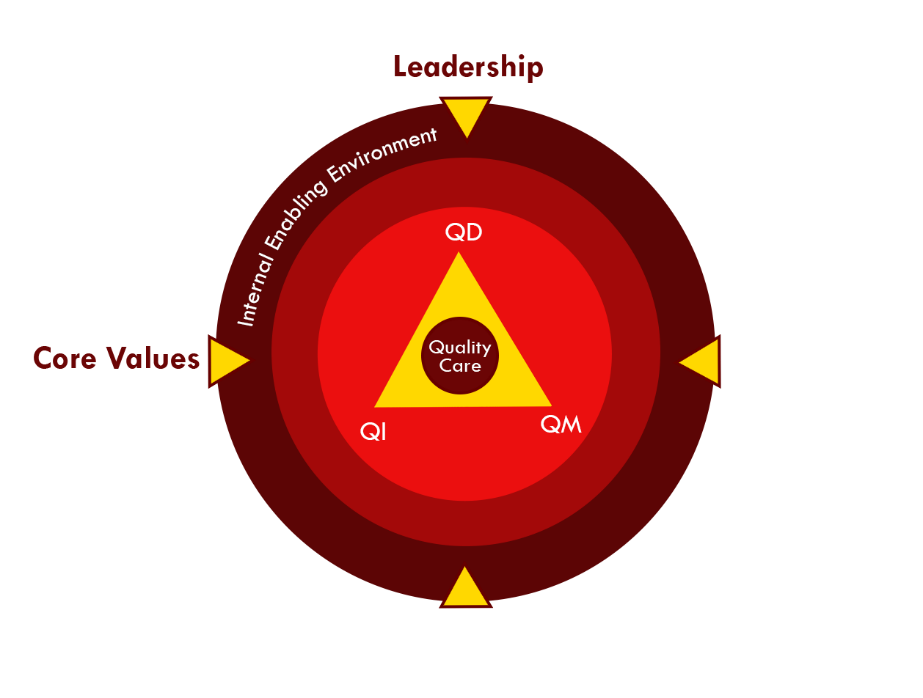 Leadership
Internal Enabling Environment
QD
Core Values
Quality
Care
QI
QM